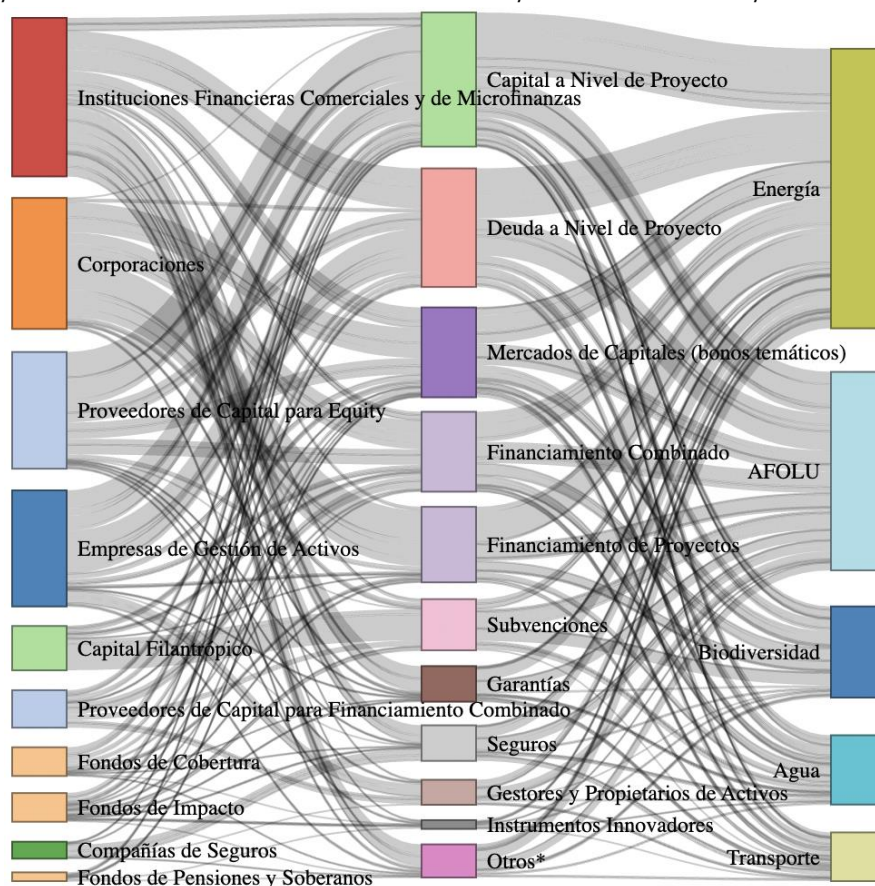 Instituciones Financieras Comerciales y de Microfinanzas
Corporaciones
Proveedores de Capital para Equity
Empresas de Gestión de Activos
Capital Filantrópico
Proveedores de Capital para Financiamiento Combinado
Fondos de Cobertura
Fondos de Impacto
Compañías de Seguros
Fondos de Pensiones y Soberanos
Capital a Nivel de Proyecto
Deuda a Nivel de Proyecto
Mercados de Capitales (bonos temáticos)
Financiamiento Combinado
Financiamiento de Proyectos
Subvenciones
Garantías
Seguros
Gestores y Propietarios de Activos
Instrumentos Innovadores
Otros*
Energía
AFOLU
Biodiversidad
Agua
Transporte